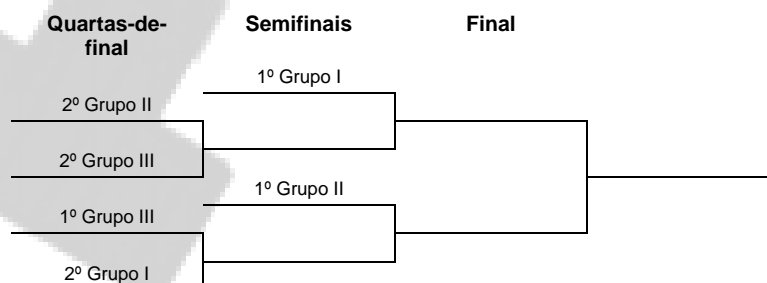 Quartas-de-
final
Semifinais
Final
1º Grupo I
2º Grupo II
2º Grupo III
1º Grupo II
1º Grupo III
2º Grupo I